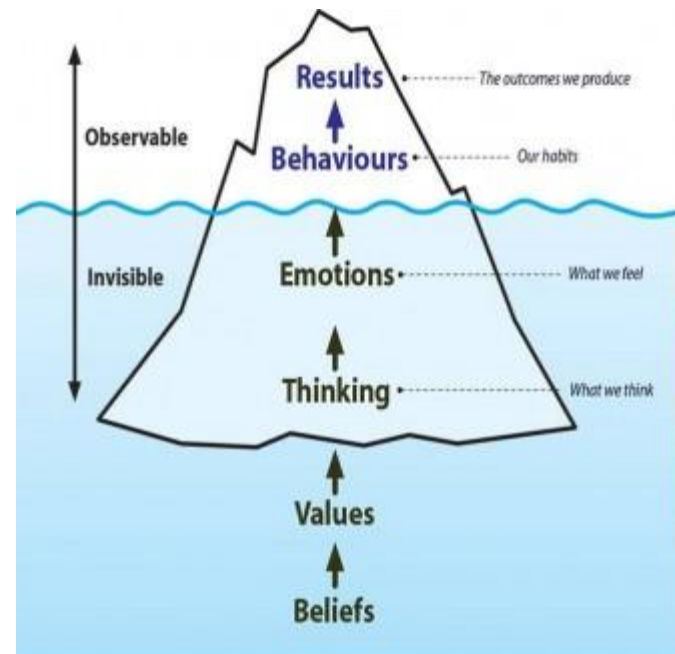 Results
The outcomes we produce
Observable
Behaviours
Our habits
Invisible
Emotions
What we feel
Thinking
What we think
Values
Beliefs